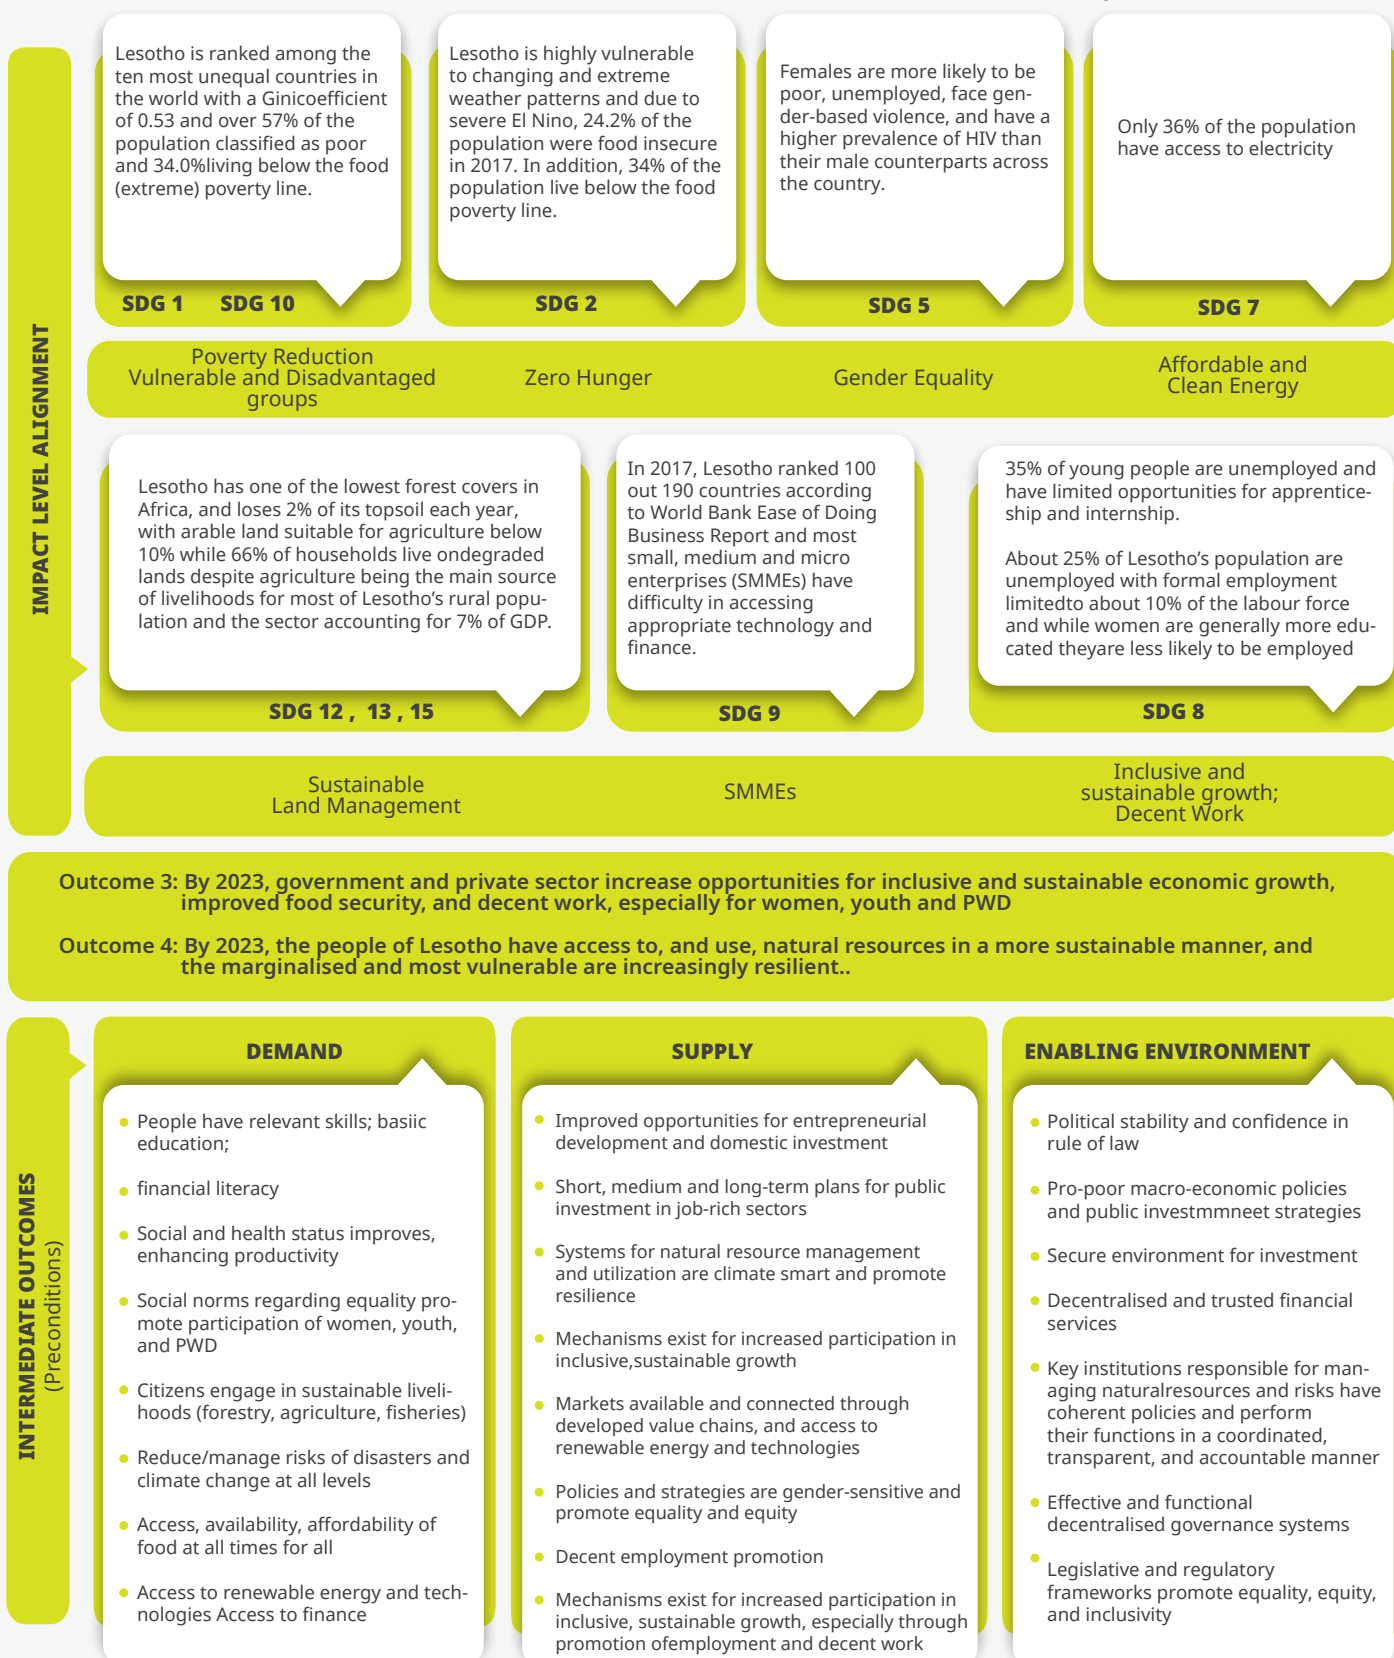 IMPACT LEVEL ALIGNMENT
Lesotho is ranked among the
ten most unequal countries in
the world with a Ginicoefficient
of 0.53 and over 57% of the
population classified as poor
and 34.0%living below the food
(extreme) poverty line.
SDG 1 SDG 10
Lesotho is highly vulnerable
to changing and extreme
weather patterns and due to
severe El Nino, 24.2% of the
population were food insecure
in 2017. In addition, 34% of the
population live below the food
poverty line.
SDG 2
Females are more likely to be
poor, unemployed, face gen-
der-based violence, and have a
higher prevalence of HIV than
their male counterparts across
the country.
SDG 5
Only 36% of the population
have access to electricity
SDG 7
Poverty Reduction
Vulnerable and Disadvantaged
groups
Zero Hunger
Gender Equality
Affordable and
Clean Energy
Lesotho has one of the lowest forest covers in
Africa, and loses 2% of its topsoil each year,
with arable land suitable for agriculture below
10% while 66% of households live ondegraded
lands despite agriculture being the main source
of livelihoods for most of Lesotho's rural popu-
lation and the sector accounting for 7% of GDP.
SDG 12 , 13 , 15
In 2017, Lesotho ranked 100
out 190 countries according
to World Bank Ease of Doing
Business Report and most
small, medium and micro
enterprises (SMMEs) have
difficulty in accessing
appropriate technology and
finance.
SDG 9
35% of young people are unemployed and
have limited opportunities for apprentice-
ship and internship.
About 25% of Lesotho's population are
unemployed with formal employment
limitedto about 10% of the labour force
and while women are generally more edu-
cated theyare less likely to be employed
SDG 8
Sustainable
Land Management
SMMEs
Inclusive and
sustainable growth;
Decent Work
Outcome 3: By 2023, government and private sector increase opportunities for inclusive and sustainable economic growth,
improved food security, and decent work, especially for women, youth and PWD
Outcome 4: By 2023, the people of Lesotho have access to, and use, natural resources in a more sustainable manner, and
the marginalised and most vulnerable are increasingly resilient..
INTERMEDIATE OUTCOMES
(Preconditions)
DEMAND
People have relevant skills; basiic
education;
financial literacy
Social and health status improves,
enhancing productivity
Social norms regarding equality pro-
mote participation of women, youth,
and PWD
Citizens engage in sustainable liveli-
hoods (forestry, agriculture, fisheries)
Reduce/manage risks of disasters and
climate change at all levels
Access, availability, affordability of
food at all times for all
Access to renewable energy and tech-
nologies Access to finance
SUPPLY
Improved opportunities for entrepreneurial
development and domestic investment
Short, medium and long-term plans for public
investment in job-rich sectors
Systems for natural resource management
and utilization are climate smart and promote
resilience
Mechanisms exist for increased participation in
inclusive,sustainable growth
Markets available and connected through
developed value chains, and access to
renewable energy and technologies
Policies and strategies are gender-sensitive and
promote equality and equity
Decent employment promotion
Mechanisms exist for increased participation in
inclusive, sustainable growth, especially through
promotion ofemployment and decent work
ENABLING ENVIRONMENT
Political stability and confidence in
rule of law
Pro-poor macro-economic policies
and public investmmneet strategies
Secure environment for investment
Decentralised and trusted financial
services
Key institutions responsible for man-
aging naturalresources and risks have
coherent policies and perform
their functions in a coordinated,
transparent, and accountable manner
Effective and functional
decentralised governance systems
Legislative and regulatory
frameworks promote equality, equity,
and inclusivity